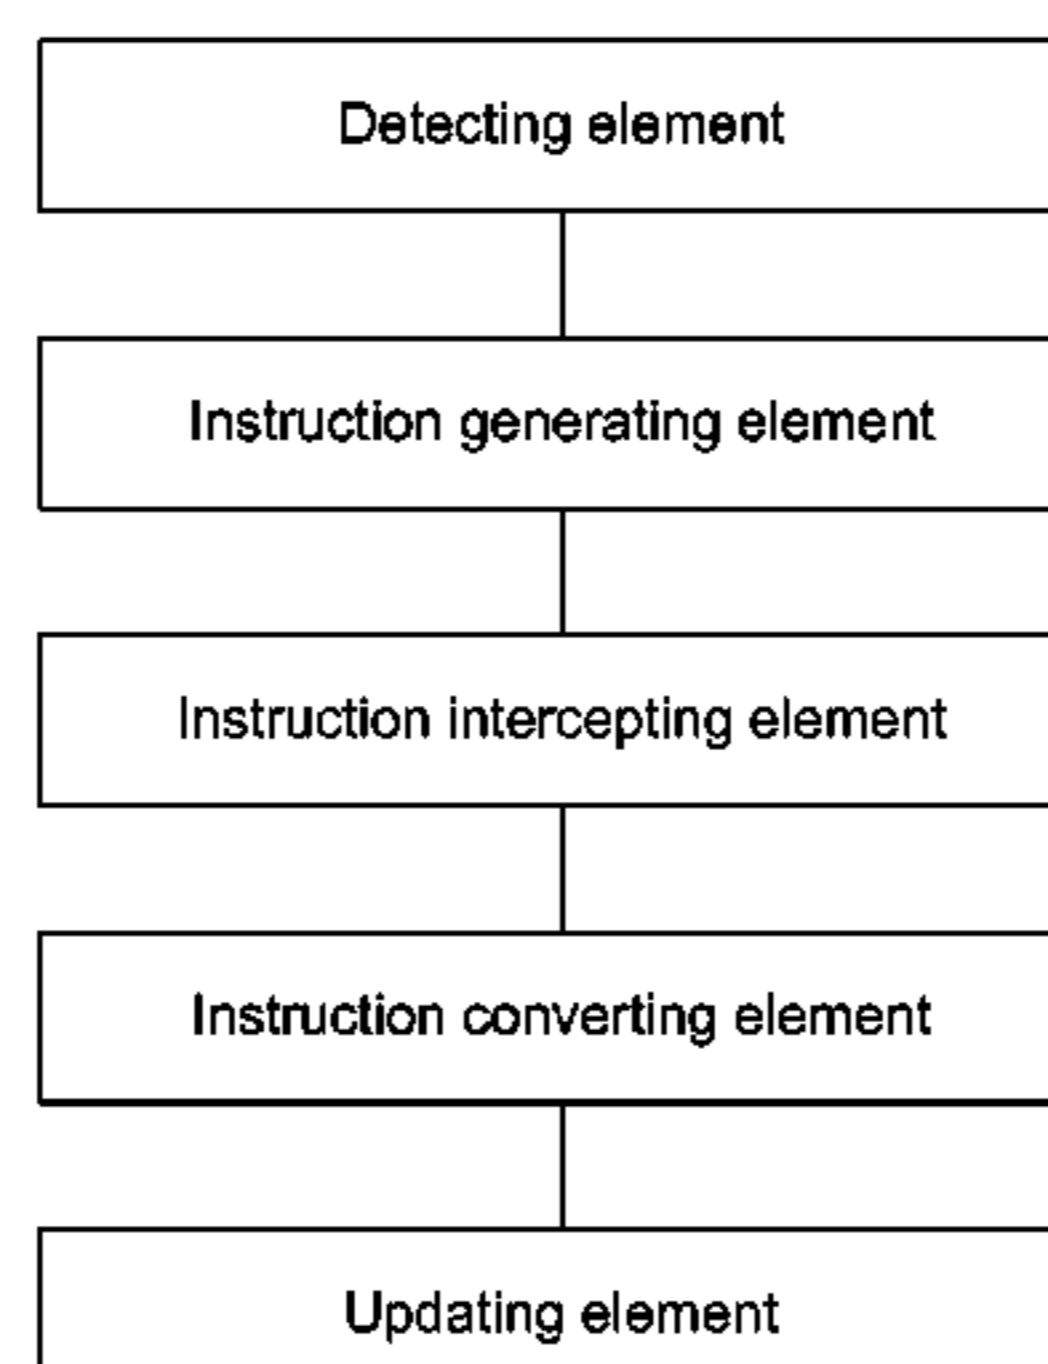 Detecting element
Instruction generating element
Instruction intercepting element
Instruction converting element
Updating element